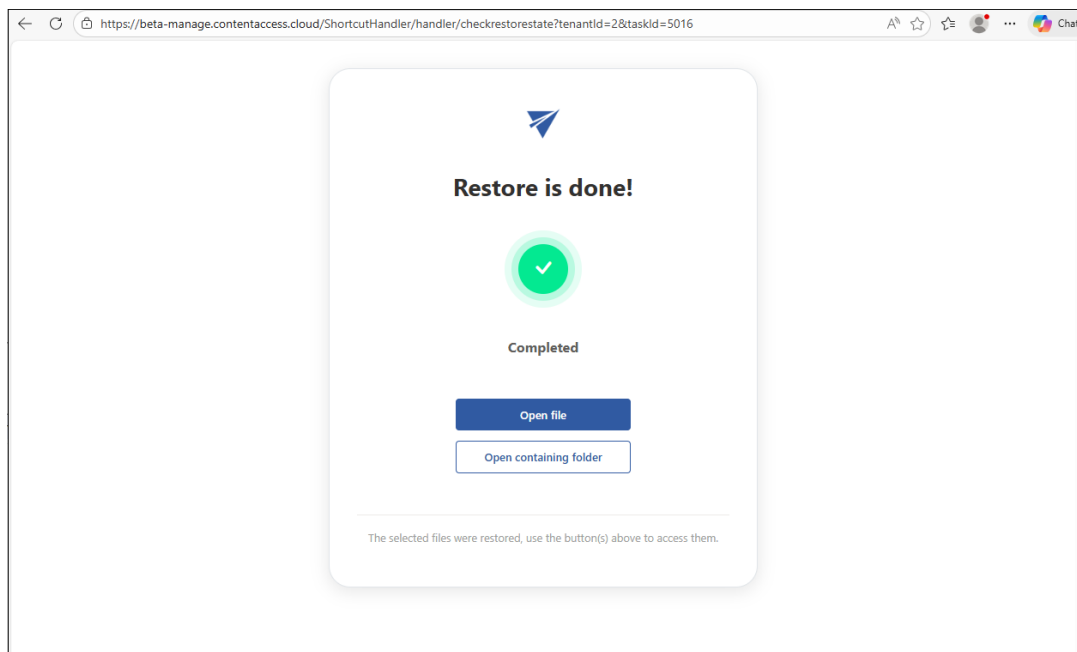 https://beta-manage.contentaccess.cloud/ShortcutHandler/handler/checkrestorestate?tenantId=2&taskId=5016
Chat
Restore is done!
Completed
Open file
Open containing folder
The selected files were restored, use the button(s) above to access them.